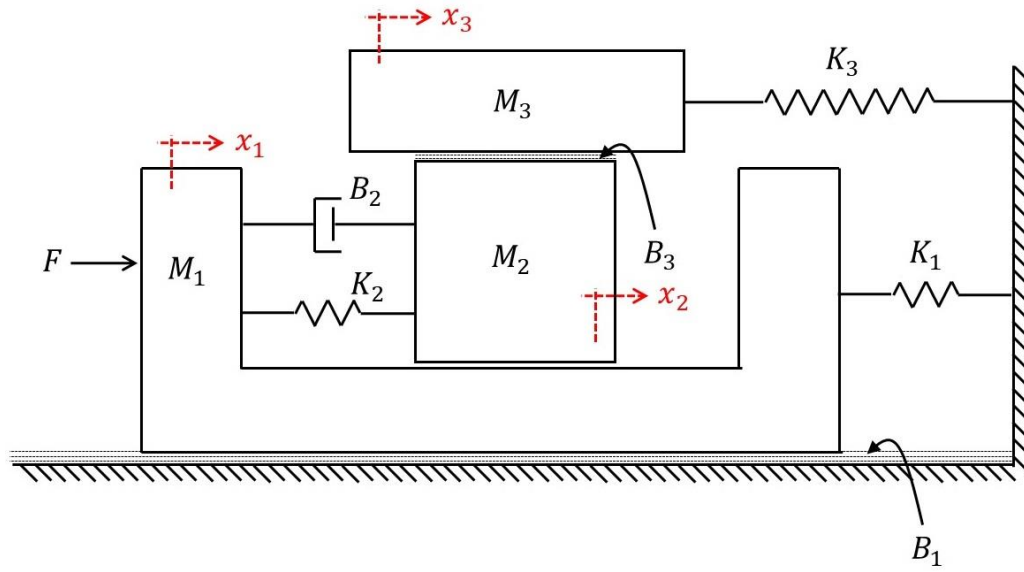 x₃
K₃
M₃
x₁
B₂
F
M₁
M₂
B₃
K₁
K₂
x₂
B₁